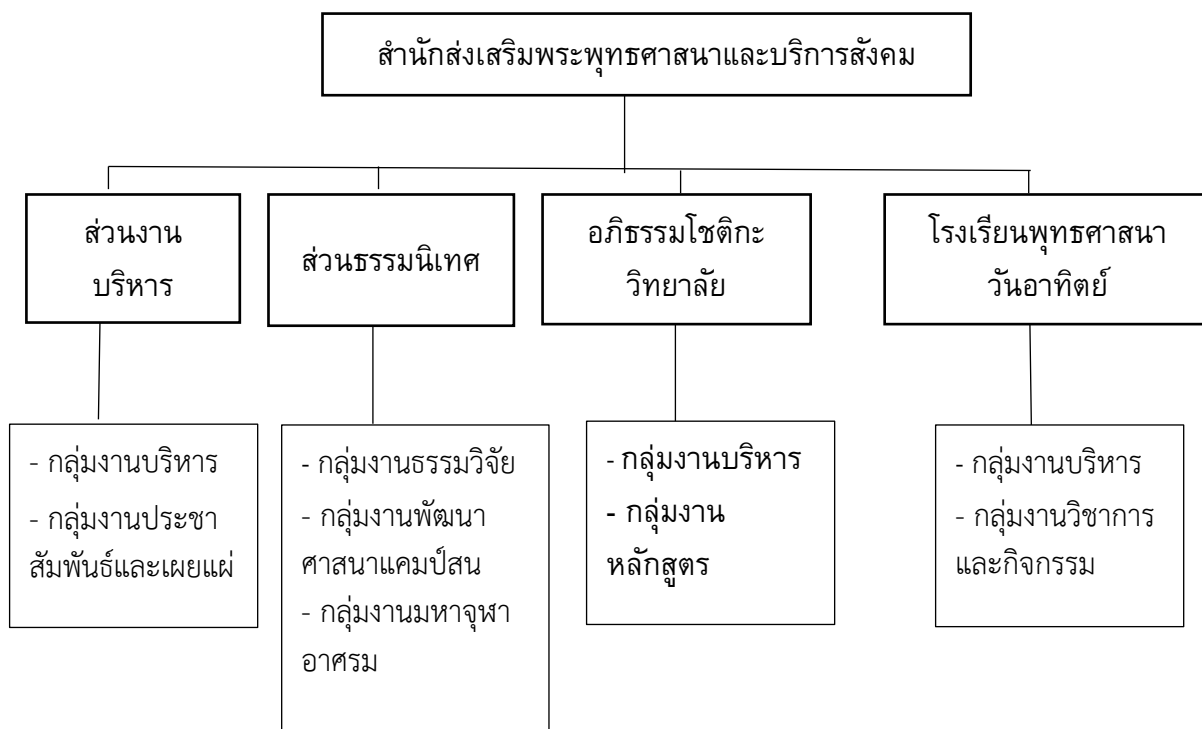 สำนักส่งเสริมพระพุทธศาสนาและบริการสังคม
ส่วนงาน
บริหาร
ส่วนธรรมนิเทศ
อภิธรรมโชติกะ
วิทยาลัย
โรงเรียนพุทธศาสนา
วันอาทิตย์
- กลุ่มงานบริหาร
- กลุ่มงานประชา
สัมพันธ์และเผยแผ่
- กลุ่มงานธรรมวิจัย
- กลุ่มงานพัฒนา
ศาสนาแคมป์สน
- กลุ่มงานมหาจุฬา
อาศรม
- กลุ่มงานบริหาร
- กลุ่มงาน
หลักสูตร
- กลุ่มงานบริหาร
- กลุ่มงานวิชาการ
และกิจกรรม